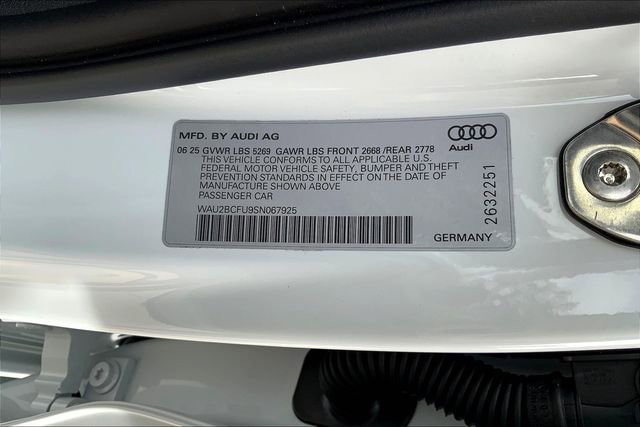 MFD. BY AUDI AG
Audi
06 25 GVWR LBS 5269 GAWR LBS FRONT 2668 /REAR 2778
THIS VEHICLE CONFORMS TO ALL APPLICABLE U.S.
FEDERAL MOTOR VEHICLE SAFETY, BUMPER AND THEFT
PREVENTION STANDARDS IN EFFECT ON THE DATE OF
MANUFACTURE SHOWN ABOVE
PASSENGER CAR
WAU2BCFU9SN067925
2632251
GERMANY